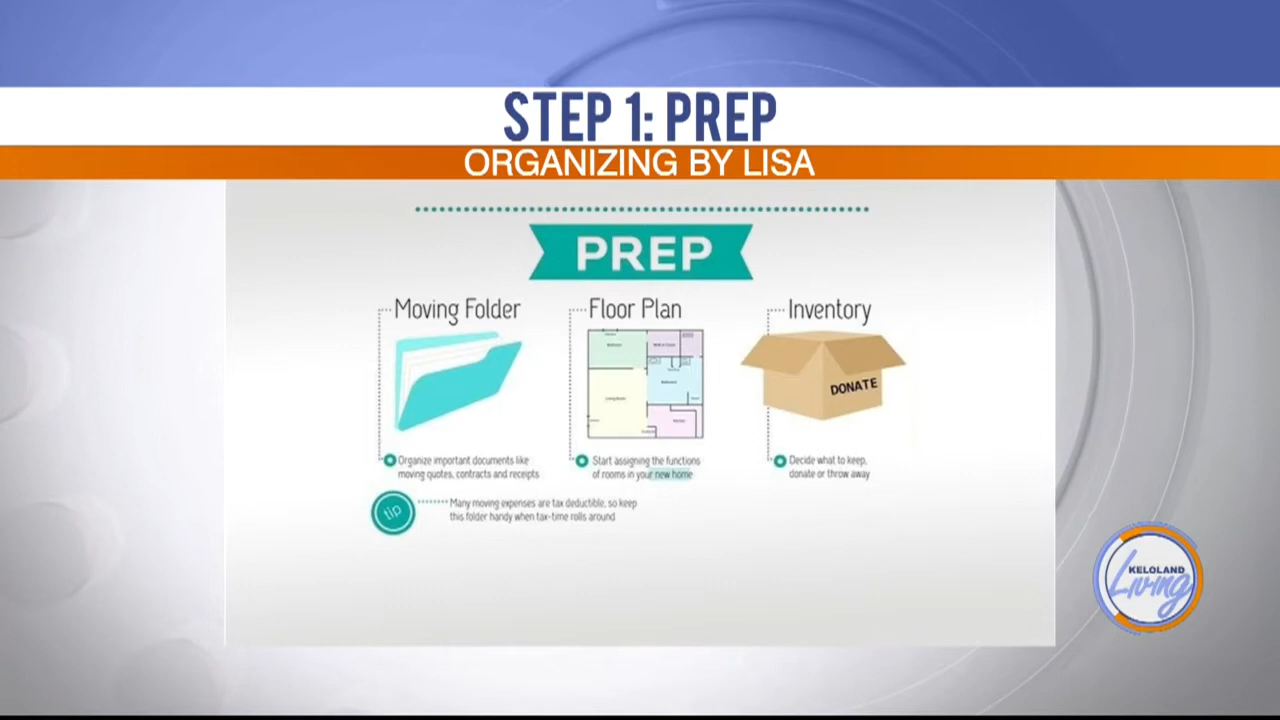 STEP 1: PREP
ORGANIZING BY LISA
PREP
Moving Folder
Floor Plan
Inventory
DONATE
Organize important documents like
moving quotes, contracts and receipts
Start assigning the functions
of rooms in your new home
Decide what to keep,
donate or throw away
tip
Many moving expenses are tax deductible, so keep
this folder handy when tax-time rolls around
KELOLAND
Living